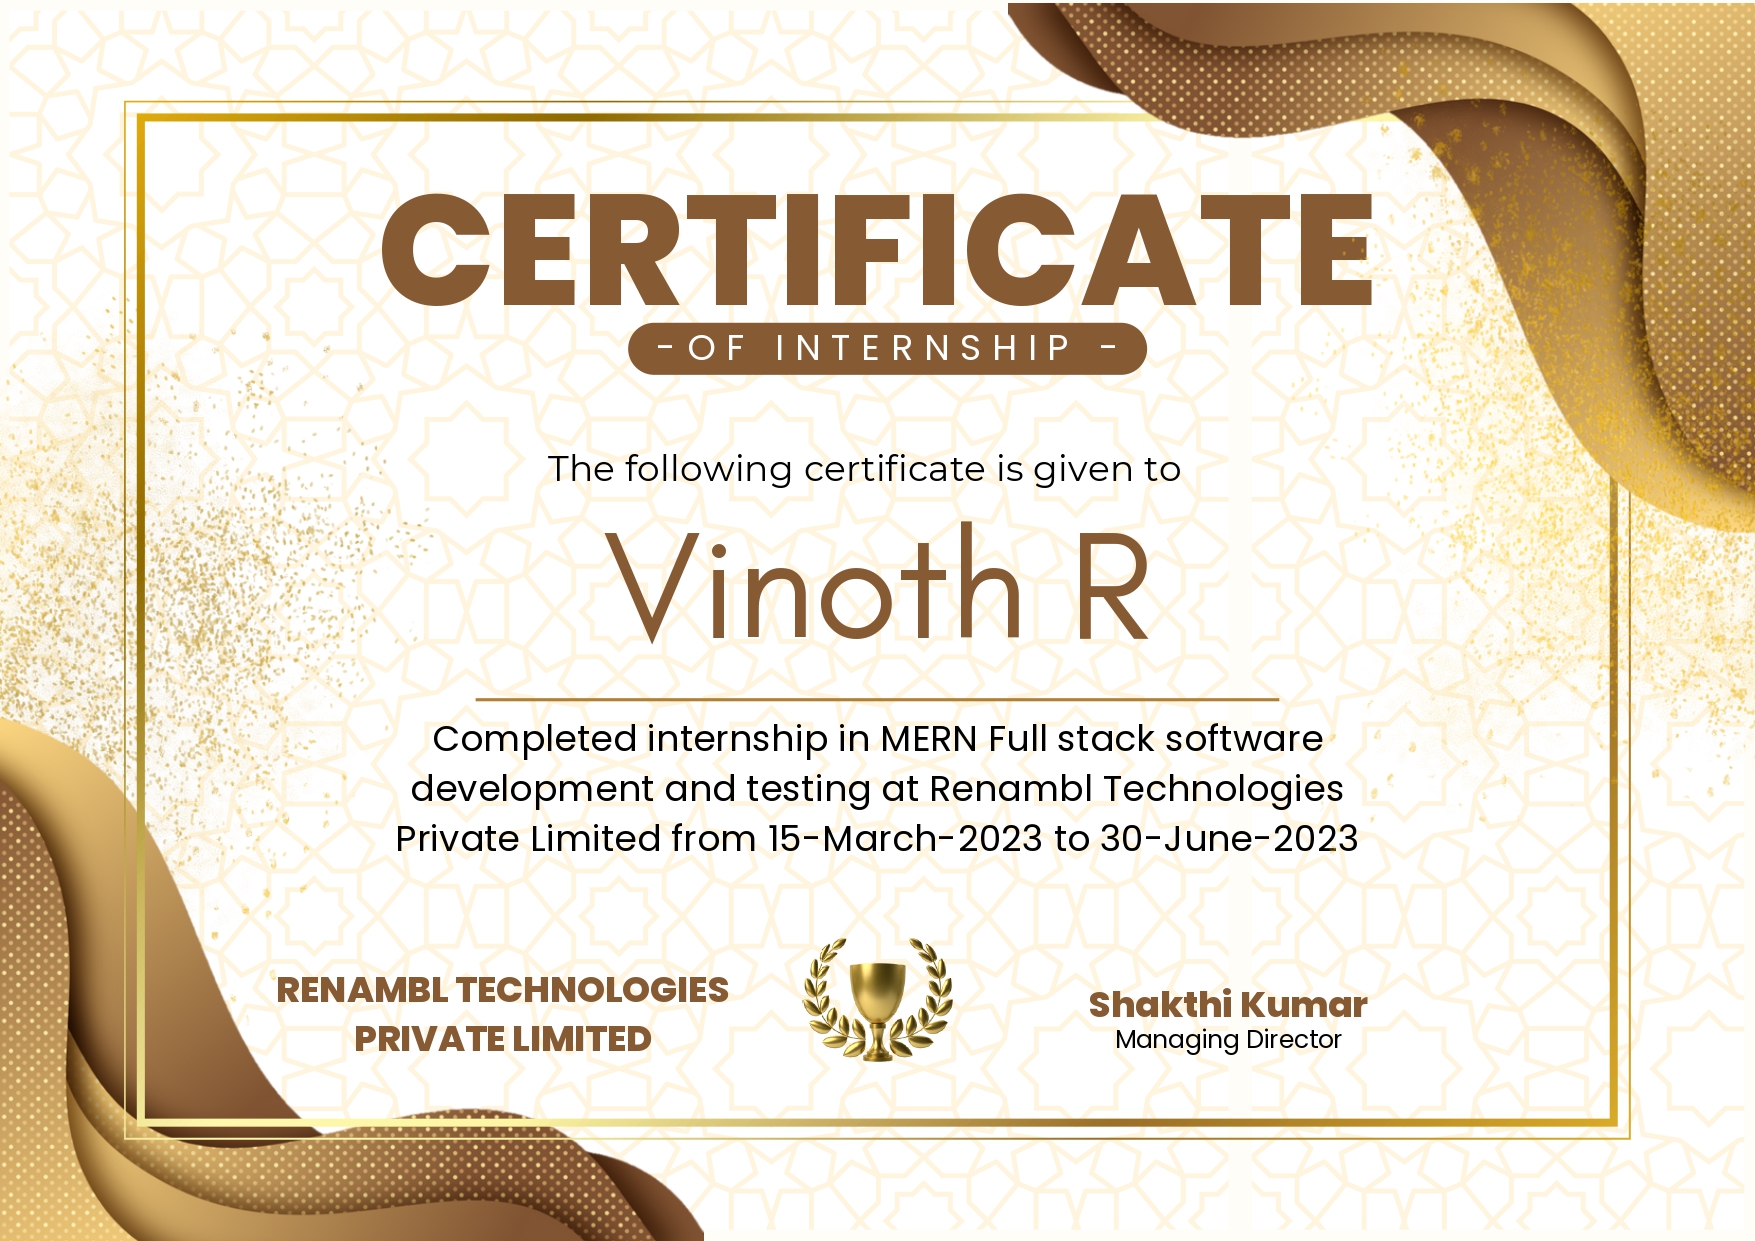 CERTIFICATE
- OF INTERNSHIP -
The following certificate is given to
Vinoth R
Completed internship in MERN Full stack software
development and testing at Renambl Technologies
Private Limited from 15-March-2023 to 30-June-2023
RENAMBL TECHNOLOGIES
PRIVATE LIMITED
Shakthi Kumar
Managing Director